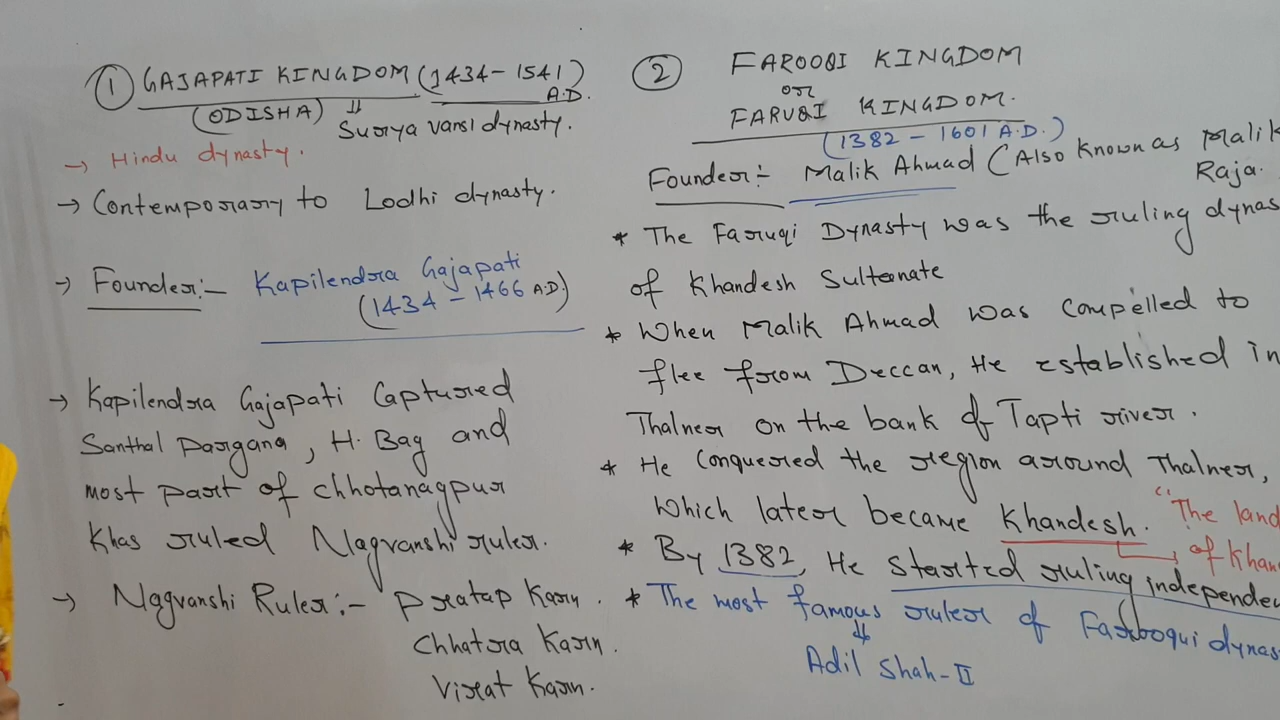 ① GAJAPATI KINGDOM (1434-1541 A.D.
(ODISHA) || Surya vansi dynasty.
→ Hindu dynasty.
→ Contemporary to Lodhi dynasty.
→ Founder:- Kapilendra Gajapati
(1434-1466 A.D.)
→ Kapilendra Gajapati Captured
Santhal Pargana, H. Bag and
most part of chhotanagpur
Khas ruled Nagvanshi ruler.
→ Nagvanshi Ruler:- Pratap Karn.
Chhatra Karn.
Virat Karn.
② FAROOQI KINGDOM
or
FARUQI KINGDOM.
(1382-1601 A.D.)
Founder:- Malik Ahmad (Also Known as Malik
Raja.
* The Faruqi Dynasty was the ruling dynas
of Khandesh Sultanate
* When Malik Ahmad was compelled to
flee from Deccan, He established in
Thalner on the bank of Tapti river.
* He Conquered the region around Thalner,
Which later became Khandesh. "The land
of Khan
* By 1382, He Started ruling independe
* The most famous ruler of Farooqui dynas
Adil Shah-II